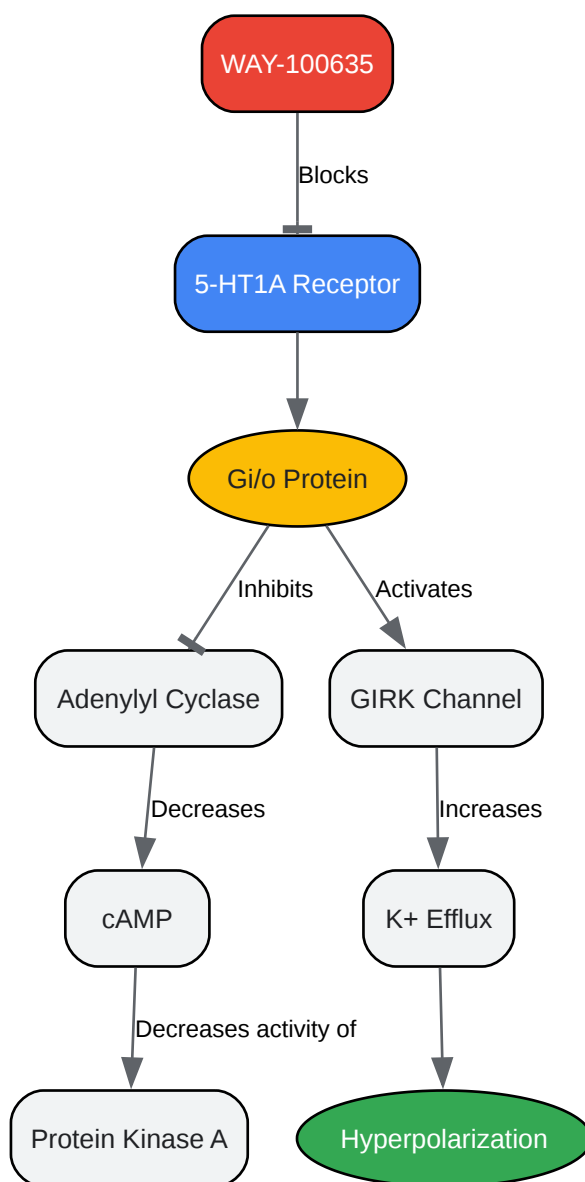 WAY-100635
Blocks
5-HT1A Receptor
Gi/o Protein
Inhibits
Activates
Adenylyl Cyclase
GIRK Channel
Decreases
Increases
cAMP
K+ Efflux
Decreases activity of
Protein Kinase A
Hyperpolarization